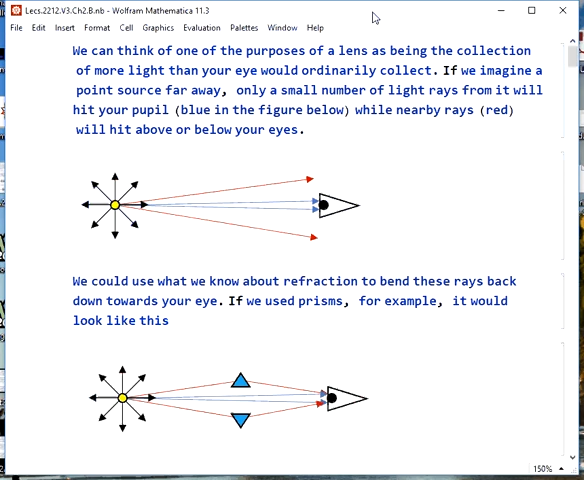 Lecs.2212.V3.Ch2.B.nb - Wolfram Mathematica 11.3
File Edit Insert Format Cell Graphics Evaluation Palettes Window Help
We can think of one of the purposes of a lens as being the collection
of more light than your eye would ordinarily collect. If we imagine a
point source far away, only a small number of light rays from it will
hit your pupil (blue in the figure below) while nearby rays (red)
will hit above or below your eyes.
We could use what we know about refraction to bend these rays back
down towards your eye. If we used prisms, for example, it would
look like this
150%